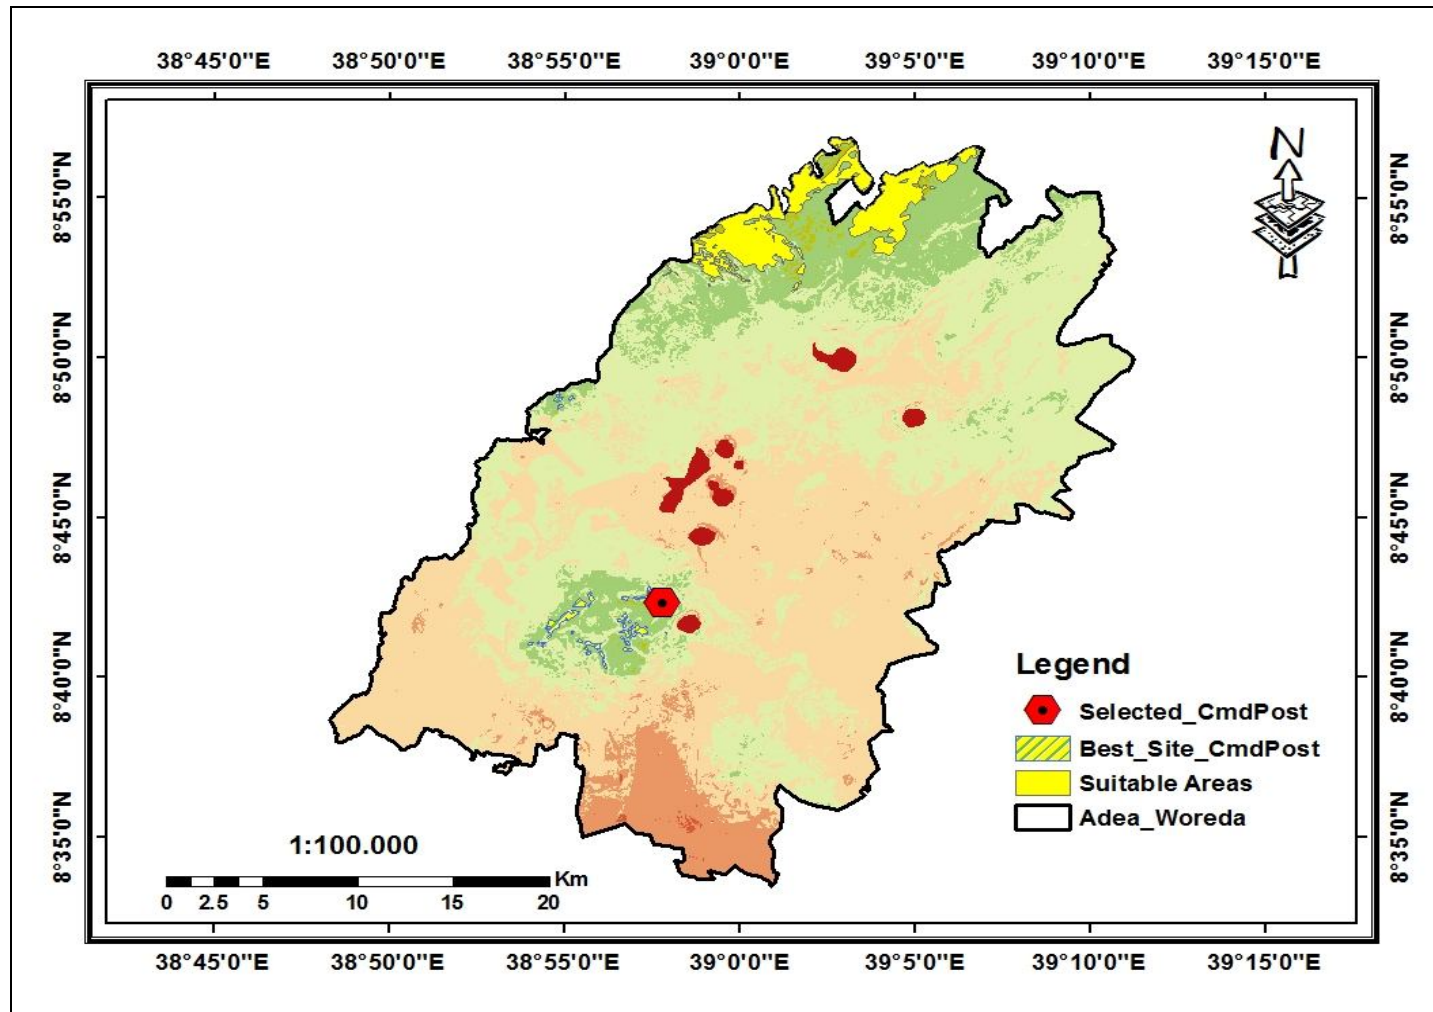 38°45'0"E 38°50'0"E 38°55'0"E 39°0'0"E 39°5'0"E 39°10'0"E 39°15'0"E
N
8°55'0"N 8°55'0"N
8°50'0"N 8°50'0"N
8°45'0"N 8°45'0"N
8°40'0"N 8°40'0"N
8°35'0"N 8°35'0"N
Legend
Selected_CmdPost
Best_Site_CmdPost
Suitable Areas
Adea_Woreda
1:100.000
Km
0 2.5 5 10 15 20
38°45'0"E 38°50'0"E 38°55'0"E 39°0'0"E 39°5'0"E 39°10'0"E 39°15'0"E